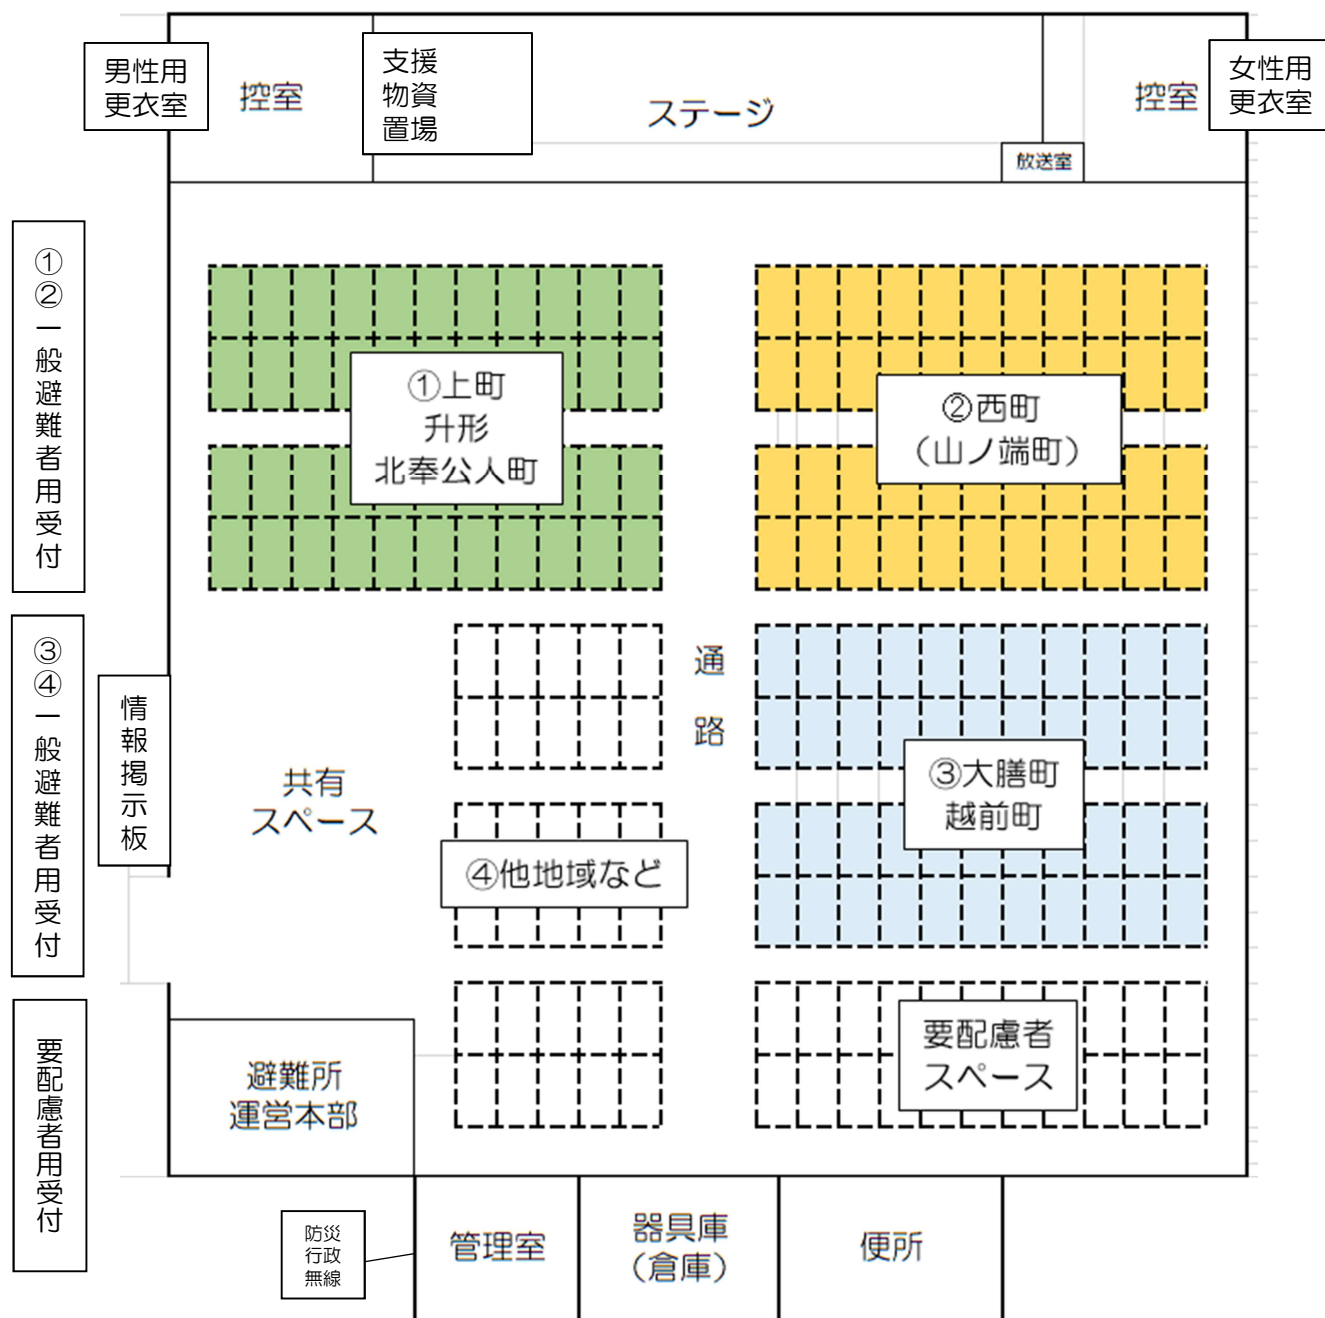 男性用
更衣室
控室
支援
物資
置場
ステージ
放送室
控室
女性用
更衣室
①②一般避難者用受付
①上町
升形
北奉公人町
②西町
（山ノ端町）
③④一般避難者用受付
情報掲示板
共有
スペース
通路
③大膳町
越前町
④他地域など
要配慮者用受付
避難所
運営本部
要配慮者
スペース
防災
行政
無線
管理室
器具庫
（倉庫）
便所